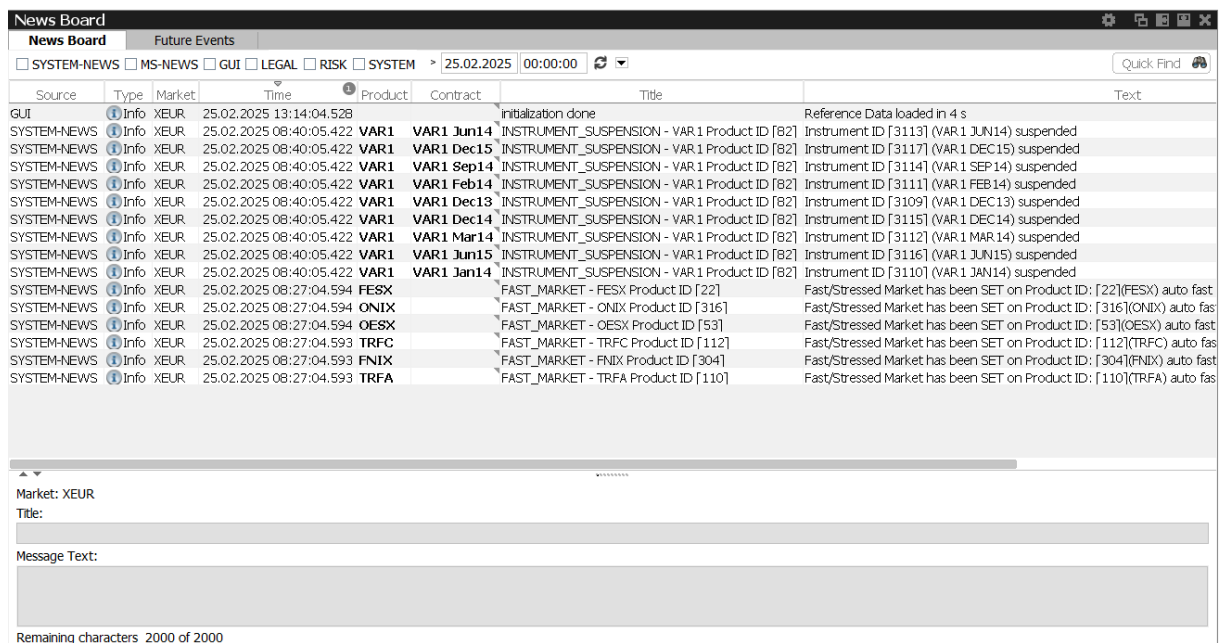 News Board
News Board Future Events
SYSTEM-NEWS MS-NEWS GUI LEGAL RISK SYSTEM > 25.02.2025 00:00:00 Quick Find
Source Type Market Time 1 Product Contract Title Text
GUI Info XEUR 25.02.2025 13:14:04.528 initialization done Reference Data loaded in 4 s
SYSTEM-NEWS Info XEUR 25.02.2025 08:40:05.422 VAR1 VAR1 Jun14 INSTRUMENT_SUSPENSION - VAR1 Product ID [82] Instrument ID [3113] (VAR1 JUN14) suspended
SYSTEM-NEWS Info XEUR 25.02.2025 08:40:05.422 VAR1 VAR1 Dec15 INSTRUMENT_SUSPENSION - VAR1 Product ID [82] Instrument ID [3117] (VAR1 DEC15) suspended
SYSTEM-NEWS Info XEUR 25.02.2025 08:40:05.422 VAR1 VAR1 Sep14 INSTRUMENT_SUSPENSION - VAR1 Product ID [82] Instrument ID [3114] (VAR1 SEP14) suspended
SYSTEM-NEWS Info XEUR 25.02.2025 08:40:05.422 VAR1 VAR1 Feb14 INSTRUMENT_SUSPENSION - VAR1 Product ID [82] Instrument ID [3111] (VAR1 FEB14) suspended
SYSTEM-NEWS Info XEUR 25.02.2025 08:40:05.422 VAR1 VAR1 Dec13 INSTRUMENT_SUSPENSION - VAR1 Product ID [82] Instrument ID [3109] (VAR1 DEC13) suspended
SYSTEM-NEWS Info XEUR 25.02.2025 08:40:05.422 VAR1 VAR1 Dec14 INSTRUMENT_SUSPENSION - VAR1 Product ID [82] Instrument ID [3115] (VAR1 DEC14) suspended
SYSTEM-NEWS Info XEUR 25.02.2025 08:40:05.422 VAR1 VAR1 Mar14 INSTRUMENT_SUSPENSION - VAR1 Product ID [82] Instrument ID [3112] (VAR1 MAR14) suspended
SYSTEM-NEWS Info XEUR 25.02.2025 08:40:05.422 VAR1 VAR1 Jun15 INSTRUMENT_SUSPENSION - VAR1 Product ID [82] Instrument ID [3116] (VAR1 JUN15) suspended
SYSTEM-NEWS Info XEUR 25.02.2025 08:40:05.422 VAR1 VAR1 Jan14 INSTRUMENT_SUSPENSION - VAR1 Product ID [82] Instrument ID [3110] (VAR1 JAN14) suspended
SYSTEM-NEWS Info XEUR 25.02.2025 08:27:04.594 FESX FAST_MARKET - FESX Product ID [22] Fast/Stressed Market has been SET on Product ID: [22](FESX) auto fast
SYSTEM-NEWS Info XEUR 25.02.2025 08:27:04.594 ONIX FAST_MARKET - ONIX Product ID [316] Fast/Stressed Market has been SET on Product ID: [316](ONIX) auto fas
SYSTEM-NEWS Info XEUR 25.02.2025 08:27:04.594 OESX FAST_MARKET - OESX Product ID [53] Fast/Stressed Market has been SET on Product ID: [53](OESX) auto fast
SYSTEM-NEWS Info XEUR 25.02.2025 08:27:04.593 TRFC FAST_MARKET - TRFC Product ID [112] Fast/Stressed Market has been SET on Product ID: [112](TRFC) auto fas
SYSTEM-NEWS Info XEUR 25.02.2025 08:27:04.593 FNIX FAST_MARKET - FNIX Product ID [304] Fast/Stressed Market has been SET on Product ID: [304](FNIX) auto fast
SYSTEM-NEWS Info XEUR 25.02.2025 08:27:04.593 TRFA FAST_MARKET - TRFA Product ID [110] Fast/Stressed Market has been SET on Product ID: [110](TRFA) auto fas
Market: XEUR
Title:
Message Text:
Remaining characters 2000 of 2000